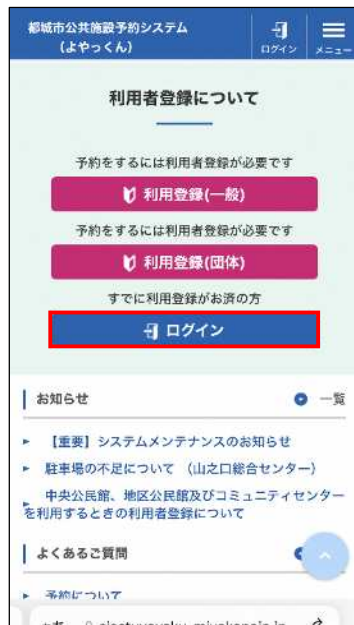 都城市公共施設予約システム
（よやっくん）
ログイン
メニュー
利用者登録について
予約をするには利用者登録が必要です
利用登録(一般)
予約をするには利用者登録が必要です
利用登録(団体)
すでに利用登録がお済の方
ログイン
お知らせ
一覧
【重要】システムメンテナンスのお知らせ
駐車場の不足について （山之口総合センター）
中央公民館、地区公民館及びコミュニティセンター
を利用するときの利用者登録について
よくあるご質問
予約について